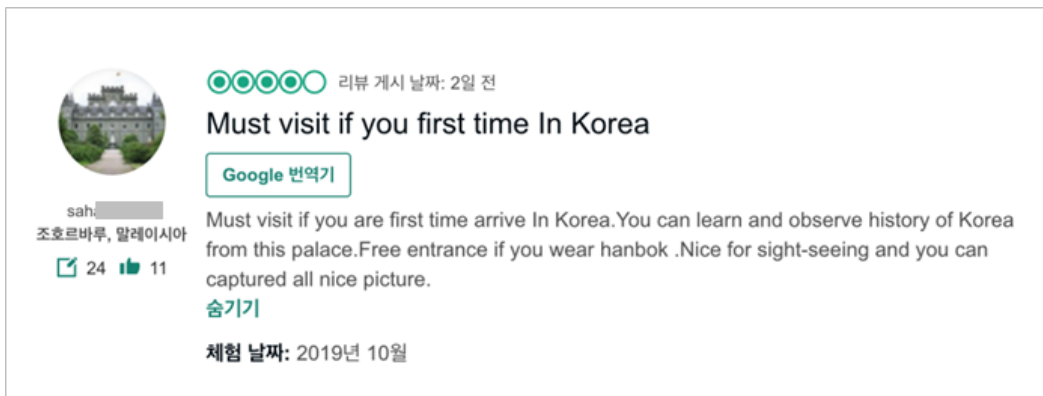 리뷰 게시 날짜: 2일 전
Must visit if you first time In Korea
Google 번역기
sah
조호르바루, 말레이시아
24 11
Must visit if you are first time arrive In Korea.You can learn and observe history of Korea
from this palace.Free entrance if you wear hanbok .Nice for sight-seeing and you can
captured all nice picture.
숨기기
체험 날짜: 2019년 10월